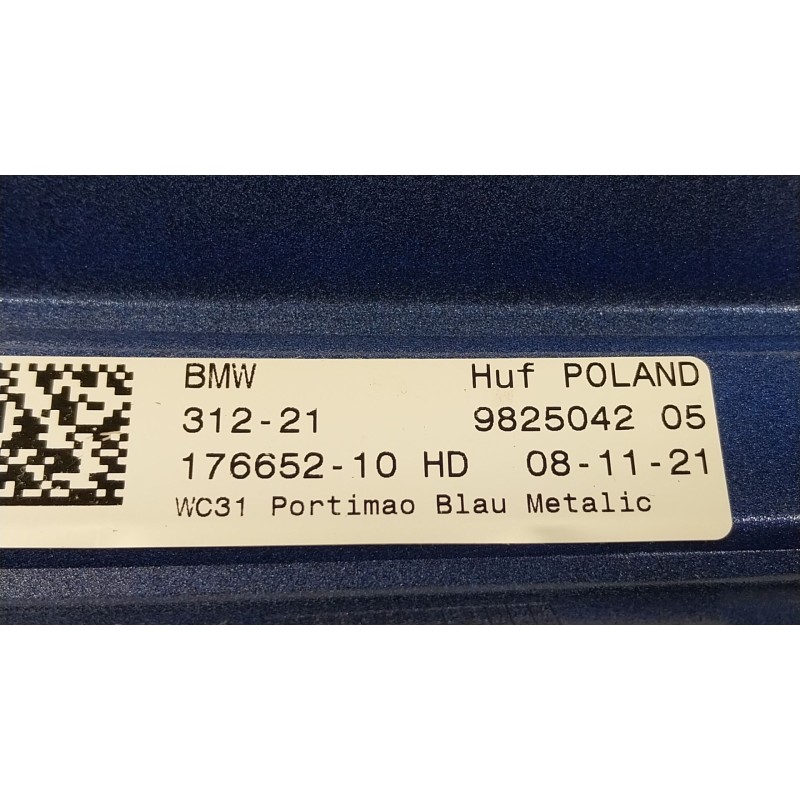 BMW Huf POLAND
312-21 9825042 05
176652-10 HD 08-11-21
WC31 Portimao Blau Metalic